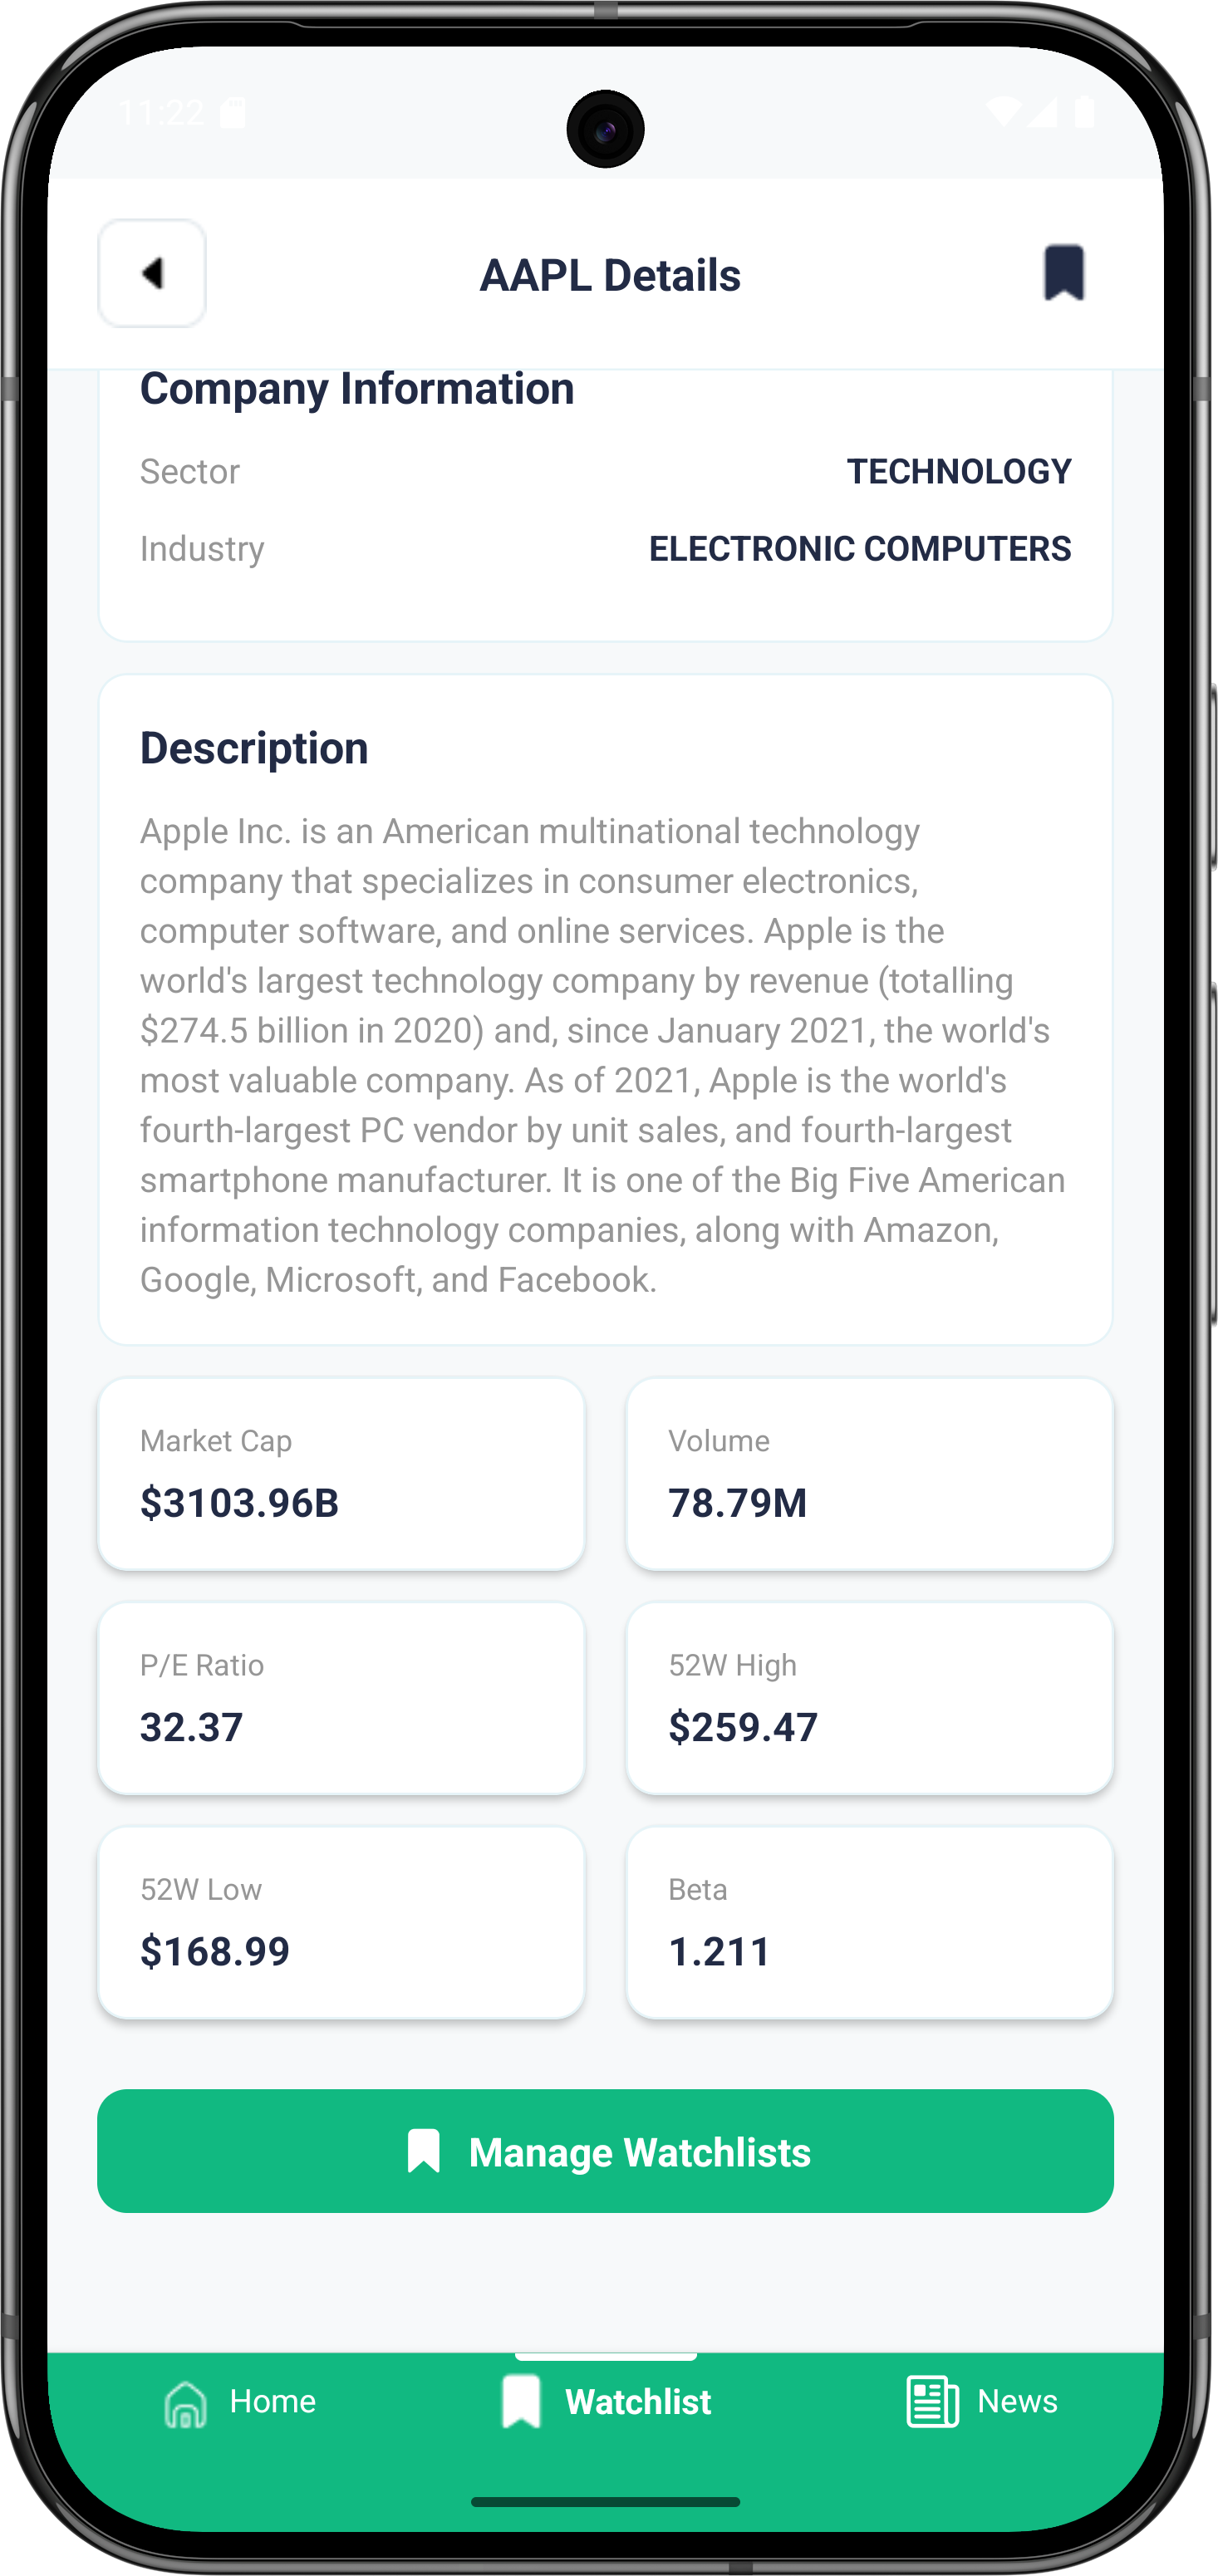 11:22
AAPL Details
Company Information
Sector
TECHNOLOGY
Industry
ELECTRONIC COMPUTERS
Description
Apple Inc. is an American multinational technology
company that specializes in consumer electronics,
computer software, and online services. Apple is the
world's largest technology company by revenue (totalling
$274.5 billion in 2020) and, since January 2021, the world's
most valuable company. As of 2021, Apple is the world's
fourth-largest PC vendor by unit sales, and fourth-largest
smartphone manufacturer. It is one of the Big Five American
information technology companies, along with Amazon,
Google, Microsoft, and Facebook.
Market Cap
$3103.96B
Volume
78.79M
P/E Ratio
32.37
52W High
$259.47
52W Low
$168.99
Beta
1.211
Manage Watchlists
Home
Watchlist
News